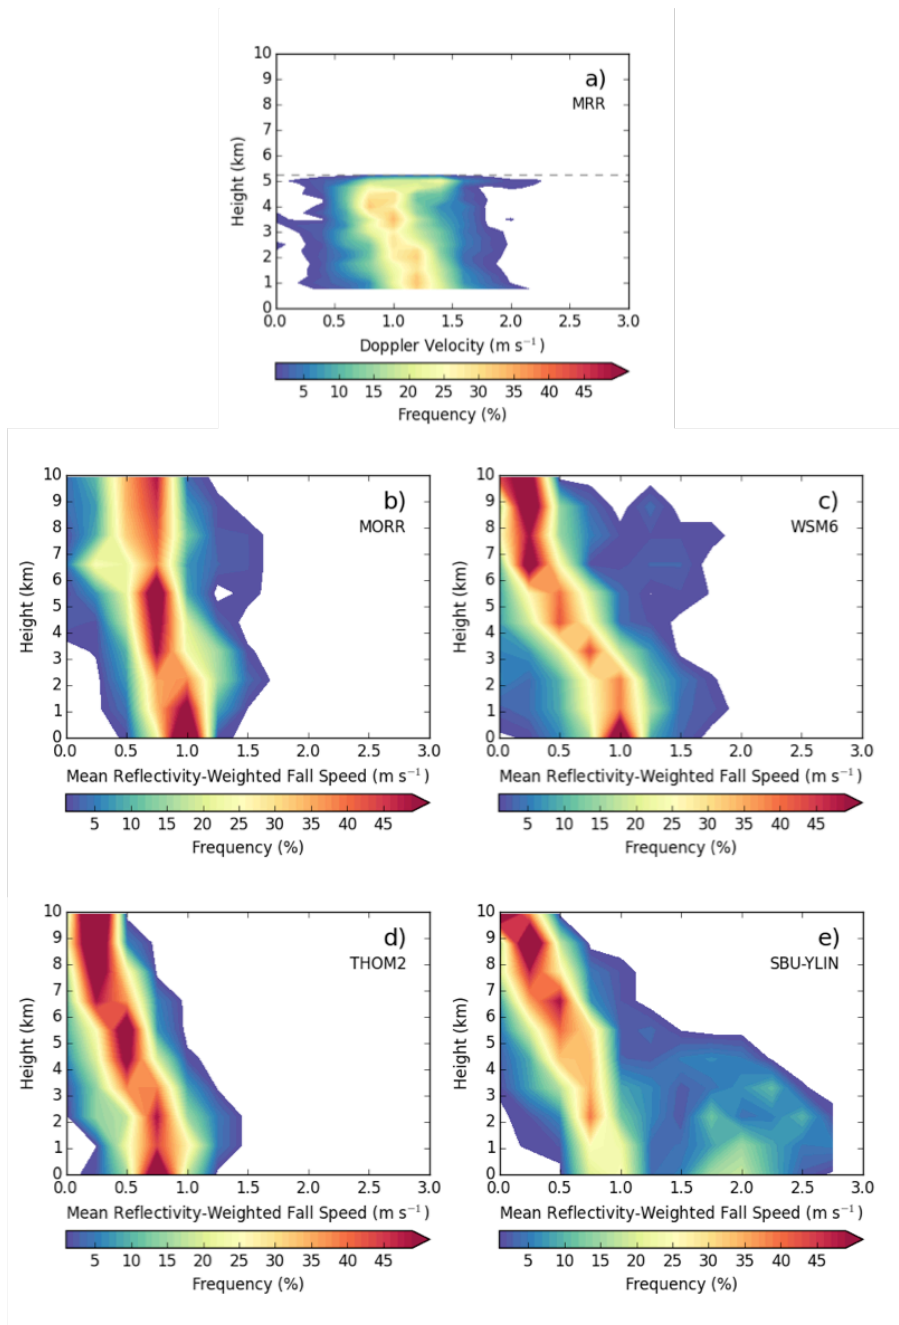 a)
MRR
10
9
8
7
6
5
4
3
2
1
0
Height (km)
0.0 0.5 1.0 1.5 2.0 2.5 3.0
Doppler Velocity (m s⁻¹)
5 10 15 20 25 30 35 40 45
Frequency (%)
b)
MORR
10
9
8
7
6
5
4
3
2
1
0
Height (km)
0.0 0.5 1.0 1.5 2.0 2.5 3.0
Mean Reflectivity-Weighted Fall Speed (m s⁻¹)
5 10 15 20 25 30 35 40 45
Frequency (%)
c)
WSM6
10
9
8
7
6
5
4
3
2
1
0
Height (km)
0.0 0.5 1.0 1.5 2.0 2.5 3.0
Mean Reflectivity-Weighted Fall Speed (m s⁻¹)
5 10 15 20 25 30 35 40 45
Frequency (%)
d)
THOM2
10
9
8
7
6
5
4
3
2
1
0
Height (km)
0.0 0.5 1.0 1.5 2.0 2.5 3.0
Mean Reflectivity-Weighted Fall Speed (m s⁻¹)
5 10 15 20 25 30 35 40 45
Frequency (%)
e)
SBU-YLIN
10
9
8
7
6
5
4
3
2
1
0
Height (km)
0.0 0.5 1.0 1.5 2.0 2.5 3.0
Mean Reflectivity-Weighted Fall Speed (m s⁻¹)
5 10 15 20 25 30 35 40 45
Frequency (%)